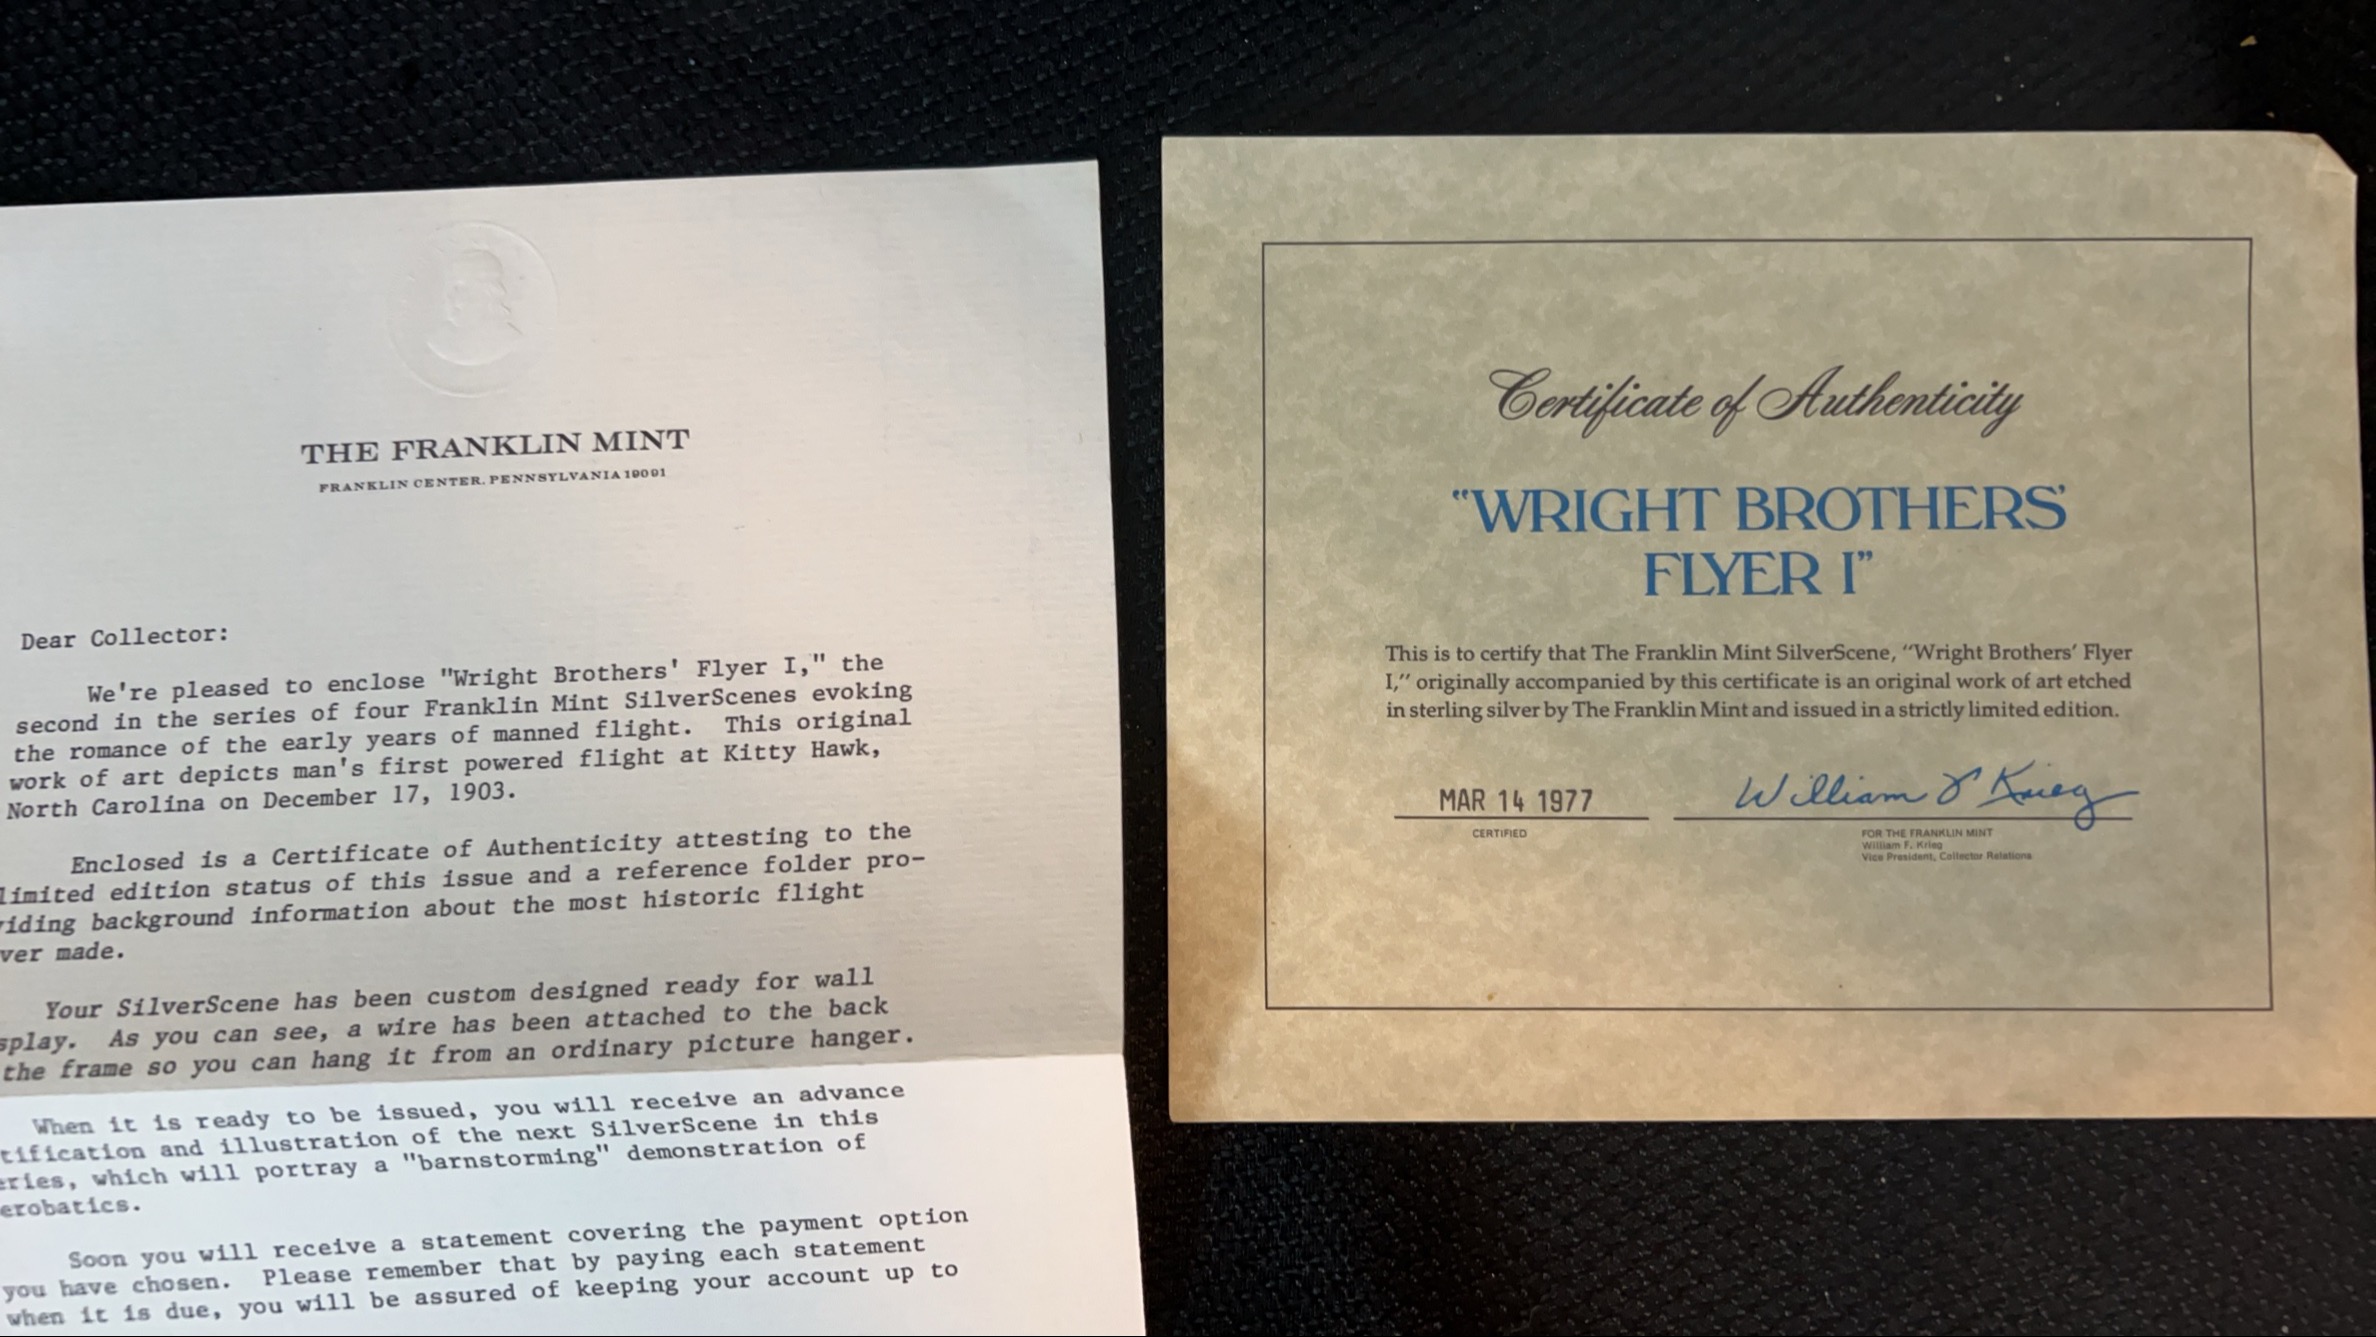 THE FRANKLIN MINT
FRANKLIN CENTER, PENNSYLVANIA 19091
Dear Collector:
We're pleased to enclose "Wright Brothers' Flyer I," the
second in the series of four Franklin Mint SilverScenes evoking
the romance of the early years of manned flight. This original
work of art depicts man's first powered flight at Kitty Hawk,
North Carolina on December 17, 1903.
Enclosed is a Certificate of Authenticity attesting to the
limited edition status of this issue and a reference folder pro-
viding background information about the most historic flight
ver made.
Your SilverScene has been custom designed ready for wall
splay. As you can see, a wire has been attached to the back
the frame so you can hang it from an ordinary picture hanger.
When it is ready to be issued, you will receive an advance
tification and illustration of the next SilverScene in this
eries, which will portray a "barnstorming" demonstration of
erobatics.
Soon you will receive a statement covering the payment option
you have chosen. Please remember that by paying each statement
when it is due, you will be assured of keeping your account up to
Certificate of Authenticity
"WRIGHT BROTHERS'
FLYER I"
This is to certify that The Franklin Mint SilverScene, "Wright Brothers' Flyer
I," originally accompanied by this certificate is an original work of art etched
in sterling silver by The Franklin Mint and issued in a strictly limited edition.
MAR 14 1977
William F Krieg
CERTIFIED
FOR THE FRANKLIN MINT
William F. Krieg
Vice President, Collector Relations